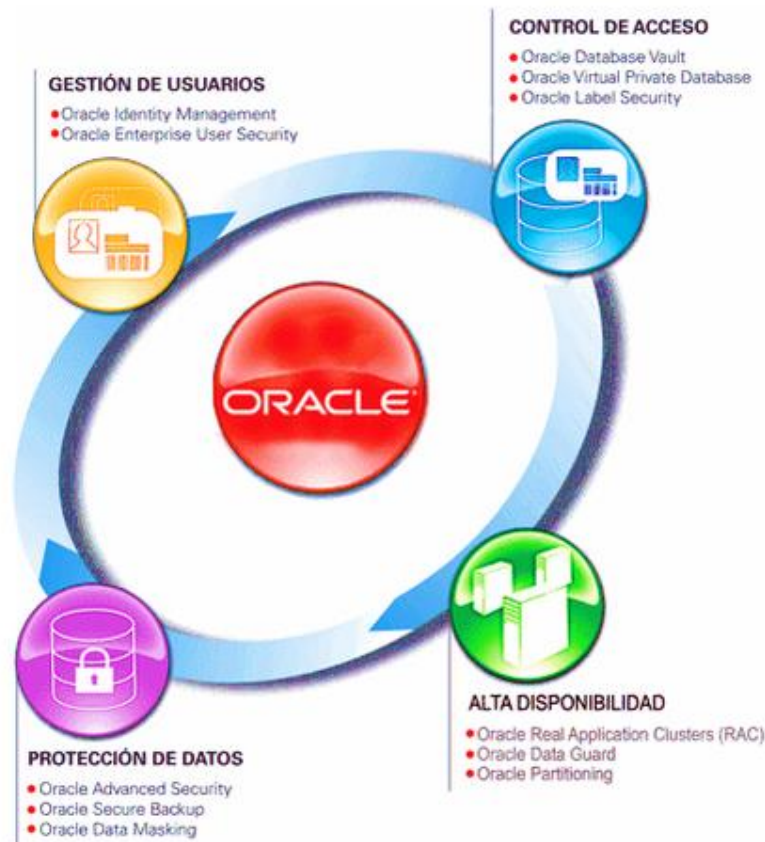 CONTROL DE ACCESO
• Oracle Database Vault
• Oracle Virtual Private Database
• Oracle Label Security
GESTIÓN DE USUARIOS
• Oracle Identity Management
• Oracle Enterprise User Security
ORACLE
ALTA DISPONIBILIDAD
• Oracle Real Application Clusters (RAC)
• Oracle Data Guard
• Oracle Partitioning
PROTECCIÓN DE DATOS
• Oracle Advanced Security
• Oracle Secure Backup
• Oracle Data Masking